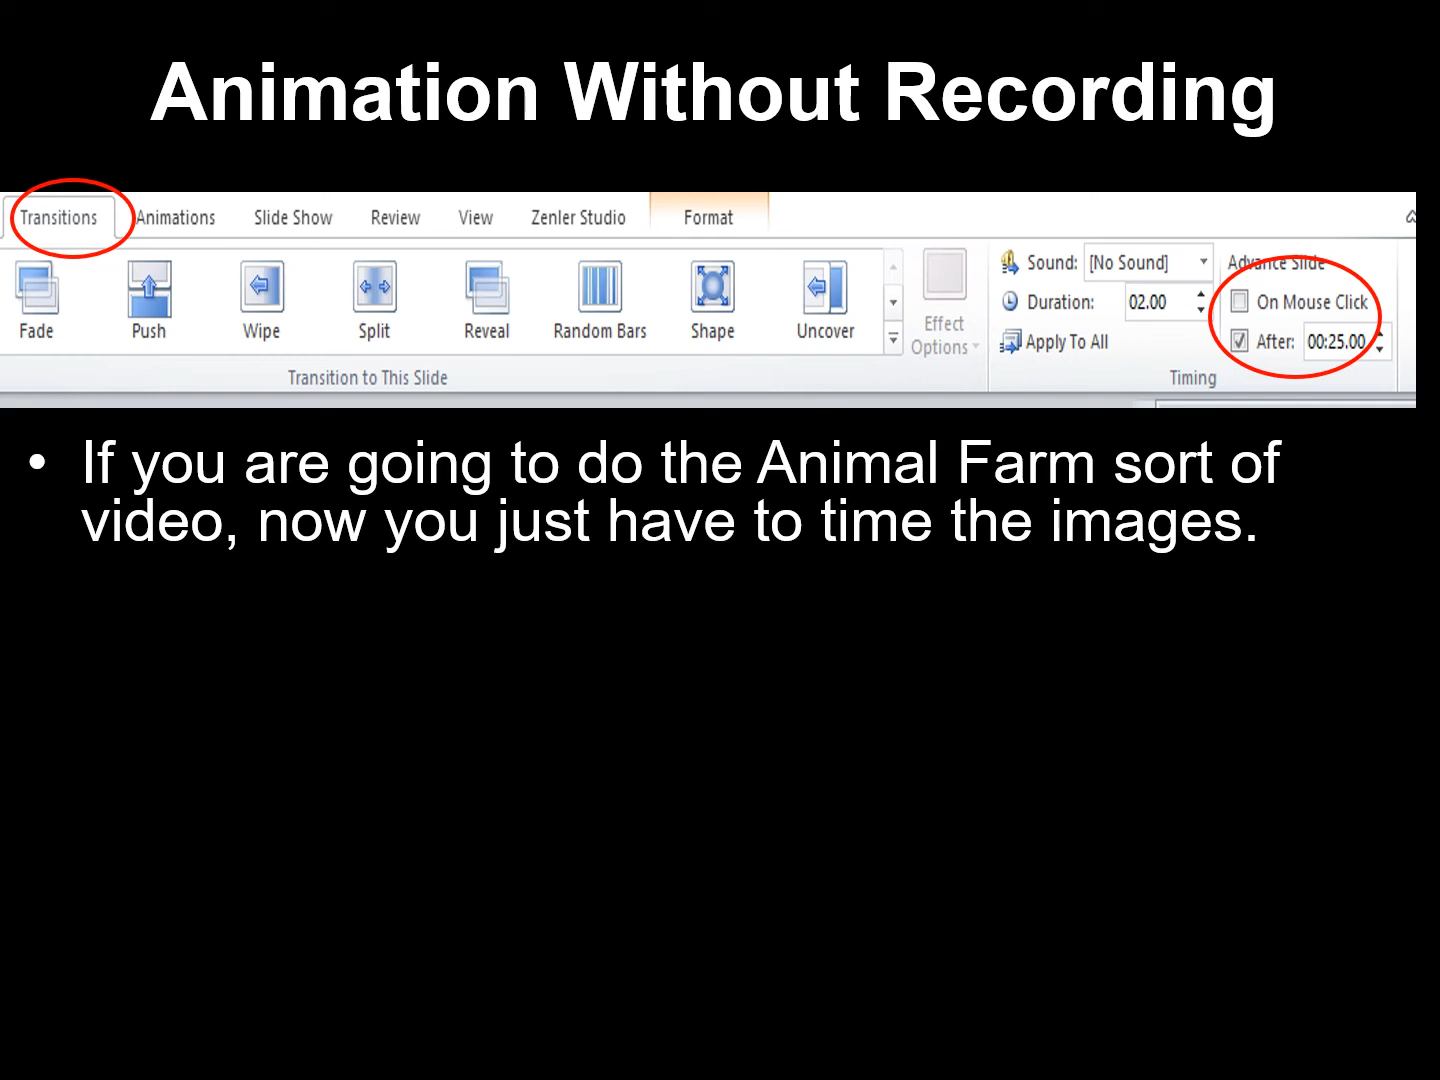 Animation Without Recording
Transitions Animations Slide Show Review View Zenler Studio Format
Sound: [No Sound] Advance Slide
Duration: 02.00 On Mouse Click
Fade Push Wipe Split Reveal Random Bars Shape Uncover Effect Options Apply To All After: 00:25.00
Transition to This Slide Timing
• If you are going to do the Animal Farm sort of
video, now you just have to time the images.